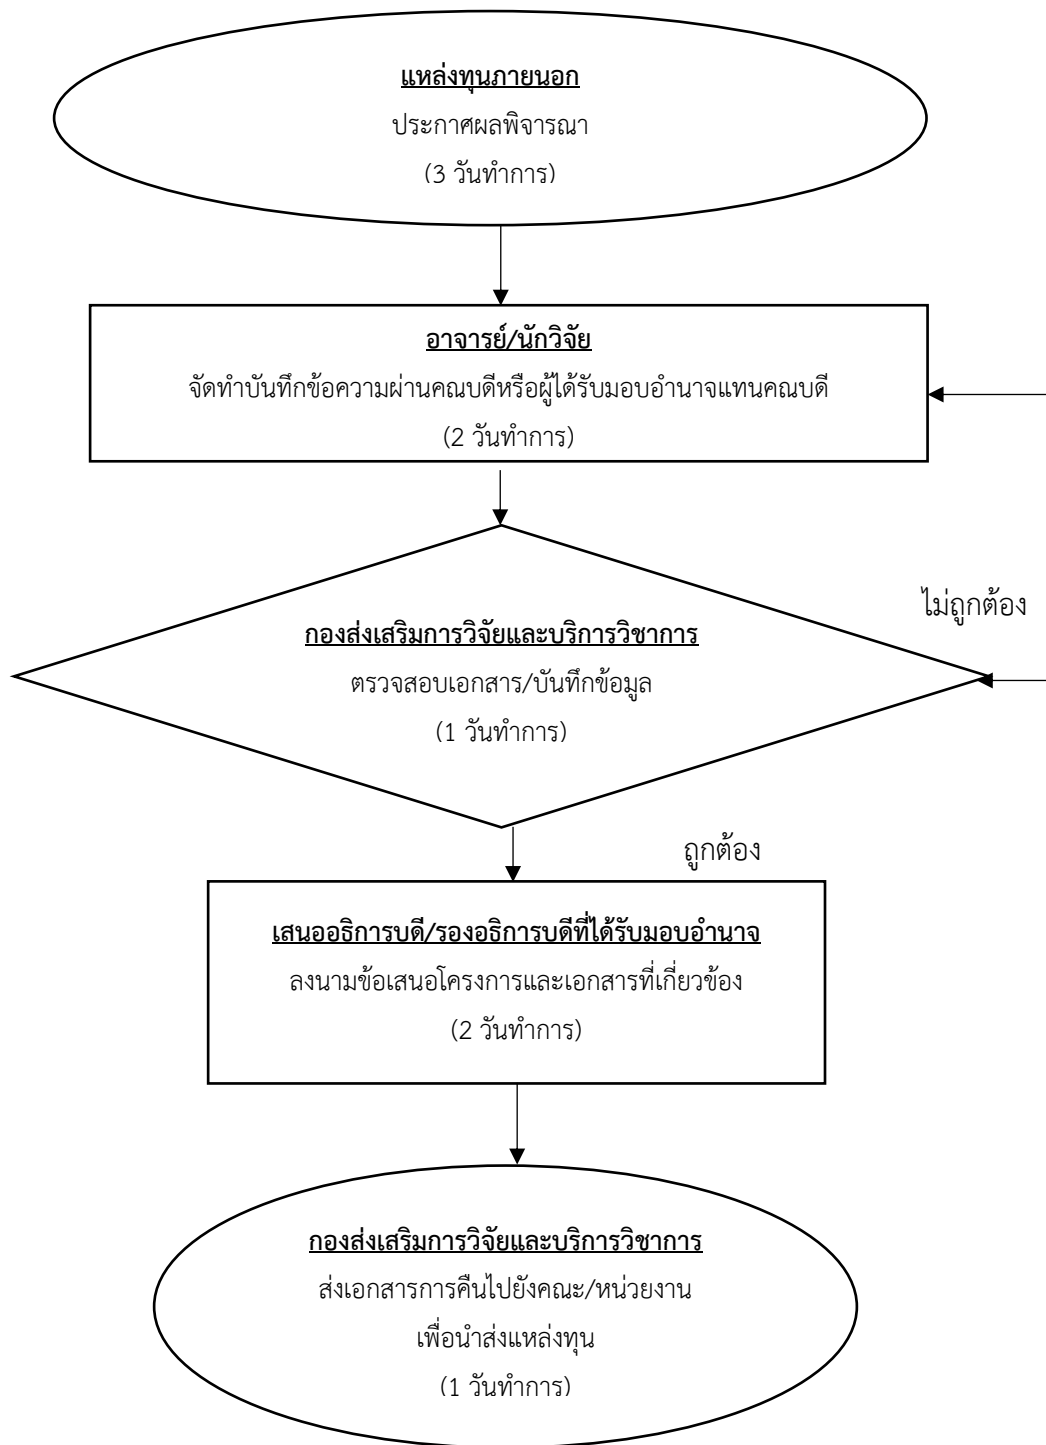 แหล่งทุนภายนอก
ประกาศผลพิจารณา
(3 วันทำการ)
อาจารย์/นักวิจัย
จัดทำบันทึกข้อความผ่านคณบดีหรือผู้ได้รับมอบอำนาจแทนคณบดี
(2 วันทำการ)
ไม่ถูกต้อง
กองส่งเสริมการวิจัยและบริการวิชาการ
ตรวจสอบเอกสาร/บันทึกข้อมูล
(1 วันทำการ)
ถูกต้อง
เสนออธิการบดี/รองอธิการบดีที่ได้รับมอบอำนาจ
ลงนามข้อเสนอโครงการและเอกสารที่เกี่ยวข้อง
(2 วันทำการ)
กองส่งเสริมการวิจัยและบริการวิชาการ
ส่งเอกสารการคืนไปยังคณะ/หน่วยงาน
เพื่อนำส่งแหล่งทุน
(1 วันทำการ)